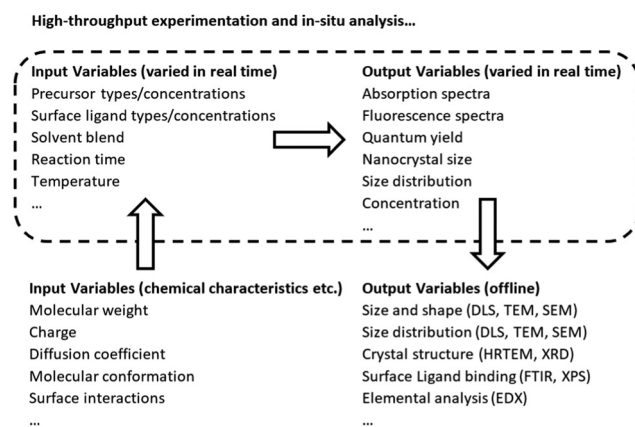 High-throughput experimentation and in-situ analysis…
Input Variables (varied in real time)
Precursor types/concentrations
Surface ligand types/concentrations
Solvent blend
Reaction time
Temperature
…
Output Variables (varied in real time)
Absorption spectra
Fluorescence spectra
Quantum yield
Nanocrystal size
Size distribution
Concentration
…
Input Variables (chemical characteristics etc.)
Molecular weight
Charge
Diffusion coefficient
Molecular conformation
Surface interactions
…
Output Variables (offline)
Size and shape (DLS, TEM, SEM)
Size distribution (DLS, TEM, SEM)
Crystal structure (HRTEM, XRD)
Surface Ligand binding (FTIR, XPS)
Elemental analysis (EDX)
…